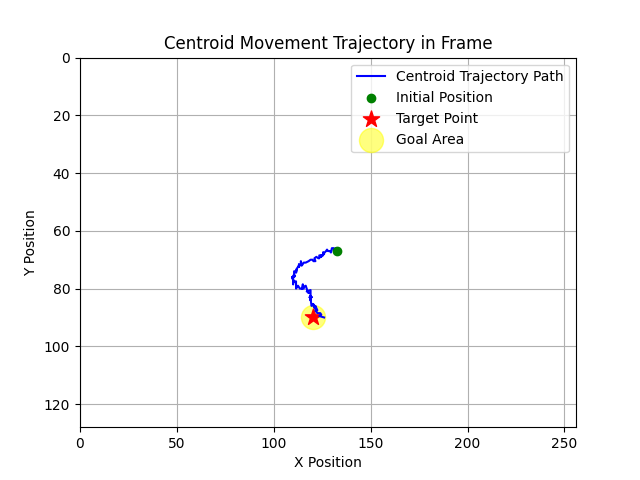 Centroid Movement Trajectory in Frame
Centroid Trajectory Path
Initial Position
Target Point
Goal Area
0
20
40
60
80
100
120
Y Position
0 50 100 150 200 250
X Position